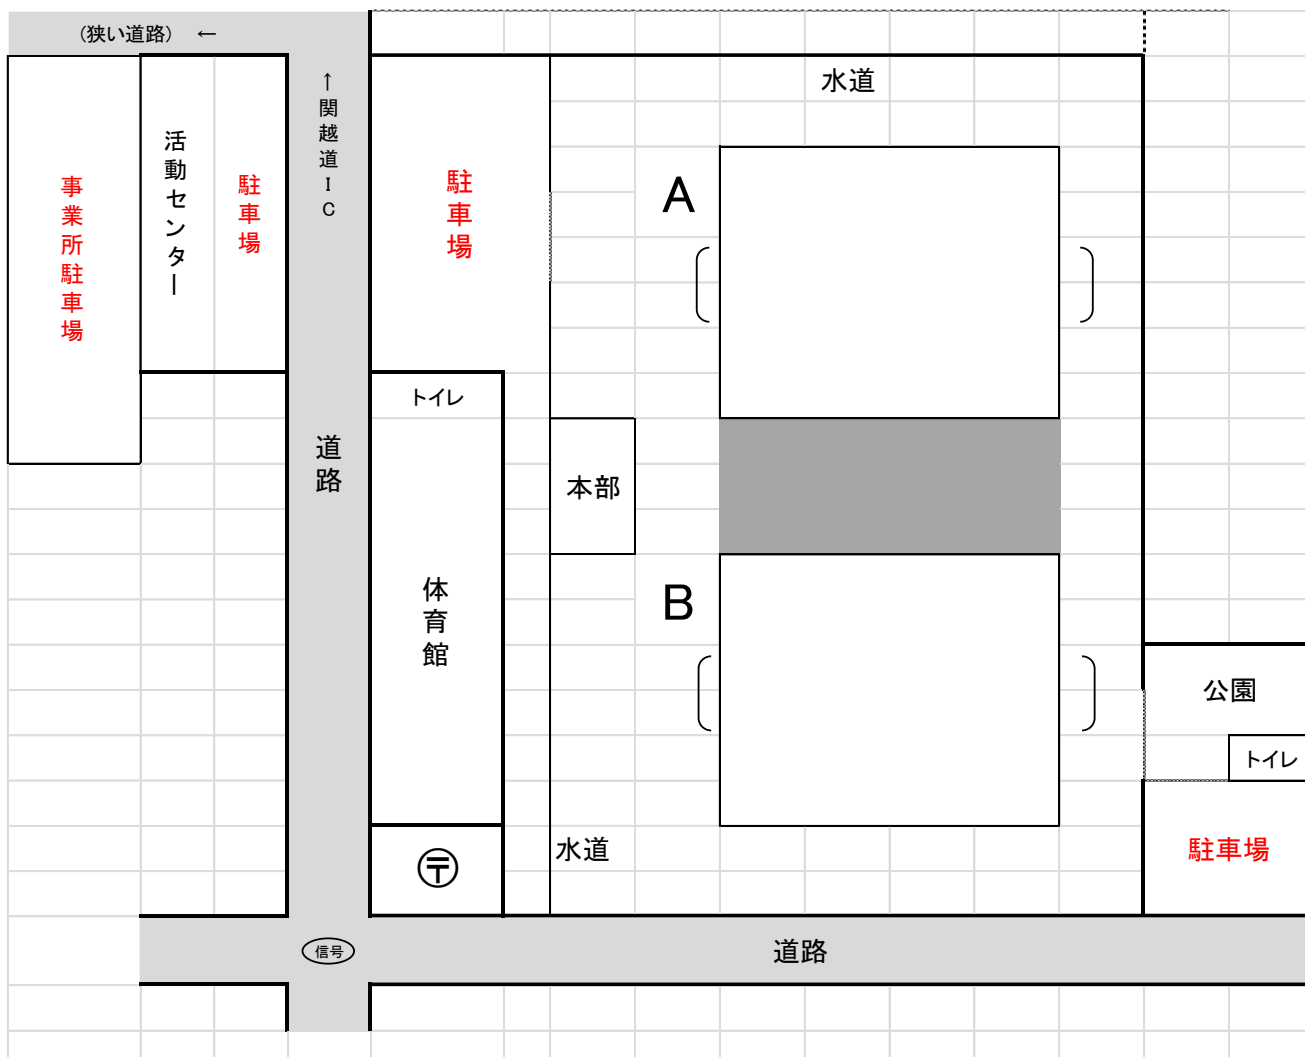 (狭い道路) ←
↑関越道IC
水道
活動センター
駐車場
事業所駐車場
駐車場
A
トイレ
道路
本部
体育館
B
公園
トイレ
水道
駐車場
〶
信号
道路